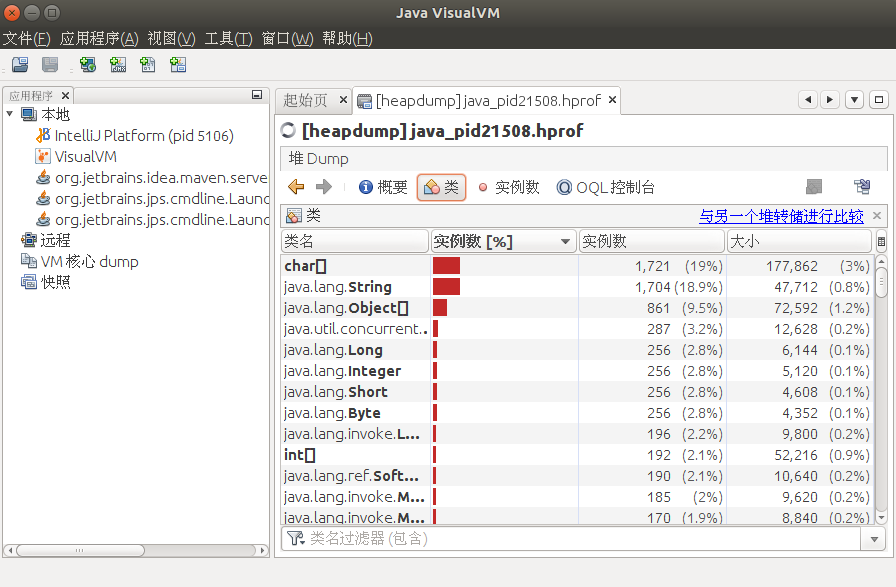 Java VisualVM
文件(F) 应用程序(A) 视图(V) 工具(T) 窗口(W) 帮助(H)
应用程序
本地
IntelliJ Platform (pid 5106)
VisualVM
org.jetbrains.idea.maven.serve
org.jetbrains.jps.cmdline.Laun
org.jetbrains.jps.cmdline.Laun
远程
VM 核心 dump
快照
起始页 [heapdump] java_pid21508.hprof
[heapdump] java_pid21508.hprof
堆 Dump
概要 类 实例数 OQL 控制台
类 与另一个堆转储进行比较
类名 实例数 [%] 实例数 大小
char[] 1,721 (19%) 177,862 (3%)
java.lang.String 1,704 (18.9%) 47,712 (0.8%)
java.lang.Object[] 861 (9.5%) 72,592 (1.2%)
java.util.concurrent.. 287 (3.2%) 12,628 (0.2%)
java.lang.Long 256 (2.8%) 6,144 (0.1%)
java.lang.Integer 256 (2.8%) 5,120 (0.1%)
java.lang.Short 256 (2.8%) 4,608 (0.1%)
java.lang.Byte 256 (2.8%) 4,352 (0.1%)
java.lang.invoke.L... 196 (2.2%) 9,800 (0.2%)
int[] 192 (2.1%) 52,216 (0.9%)
java.lang.ref.Soft... 190 (2.1%) 10,640 (0.2%)
java.lang.invoke.M... 185 (2%) 9,620 (0.2%)
java.lang.invoke.M... 170 (1.9%) 8,840 (0.2%)
类名过滤器 (包含)